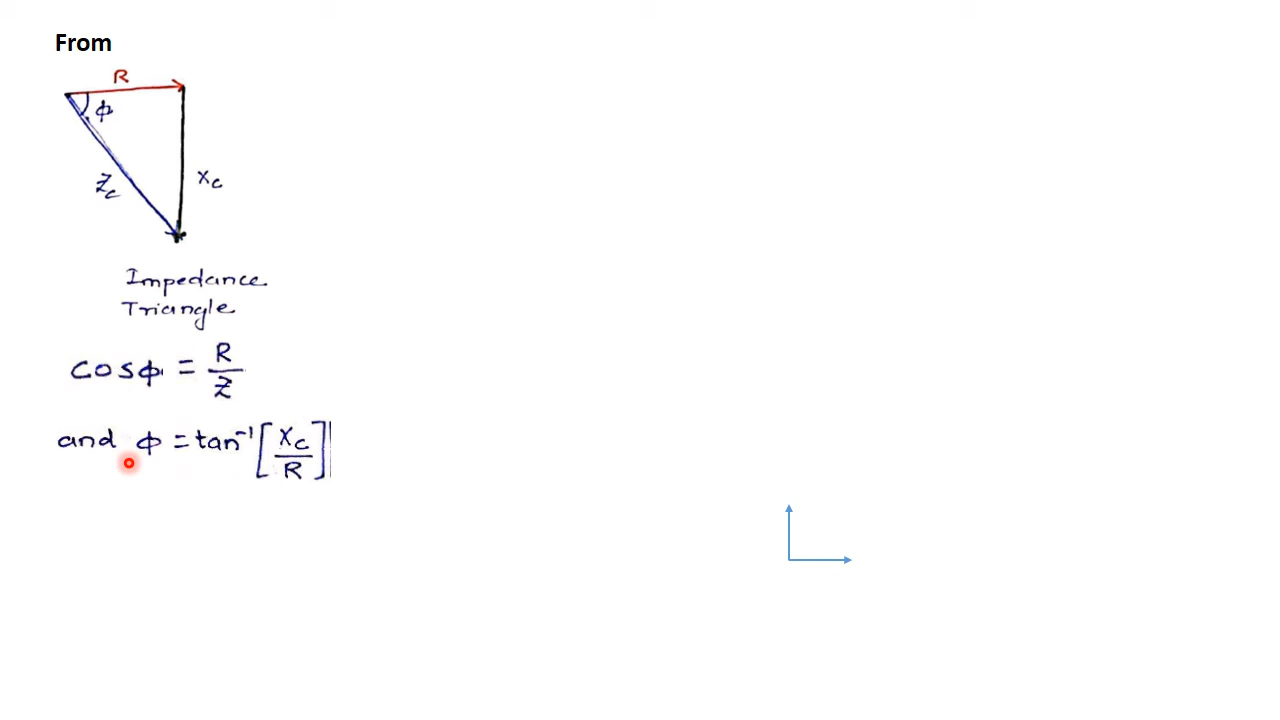 From
R
ϕ
Zc
Xc
Impedance
Triangle
cosϕ = R/Z
and ϕ = tan⁻¹[Xc/R]